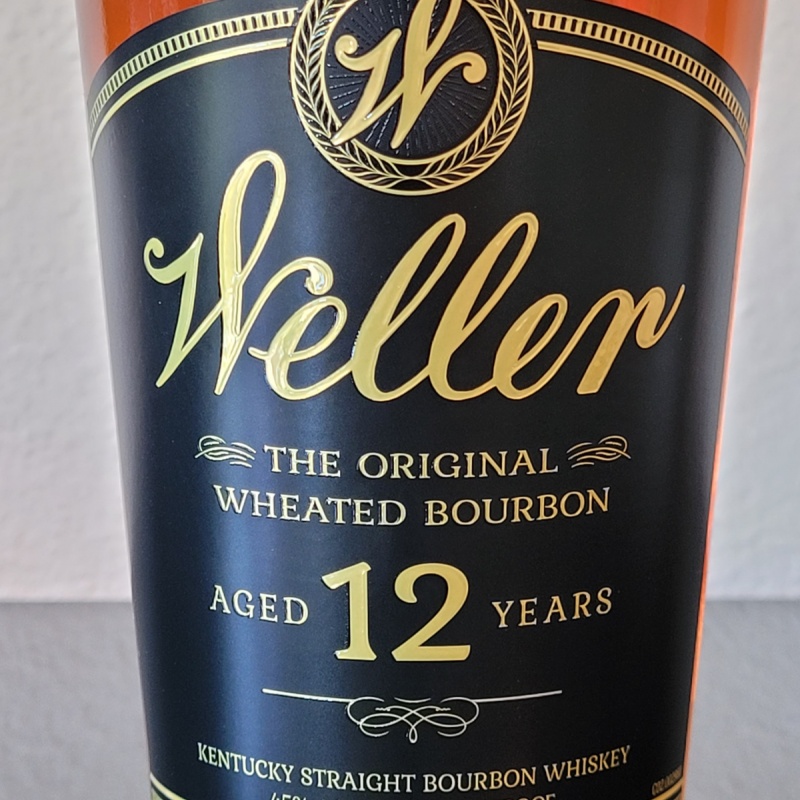 W
Weller
THE ORIGINAL
WHEATED BOURBON
AGED 12 YEARS
KENTUCKY STRAIGHT BOURBON WHISKEY